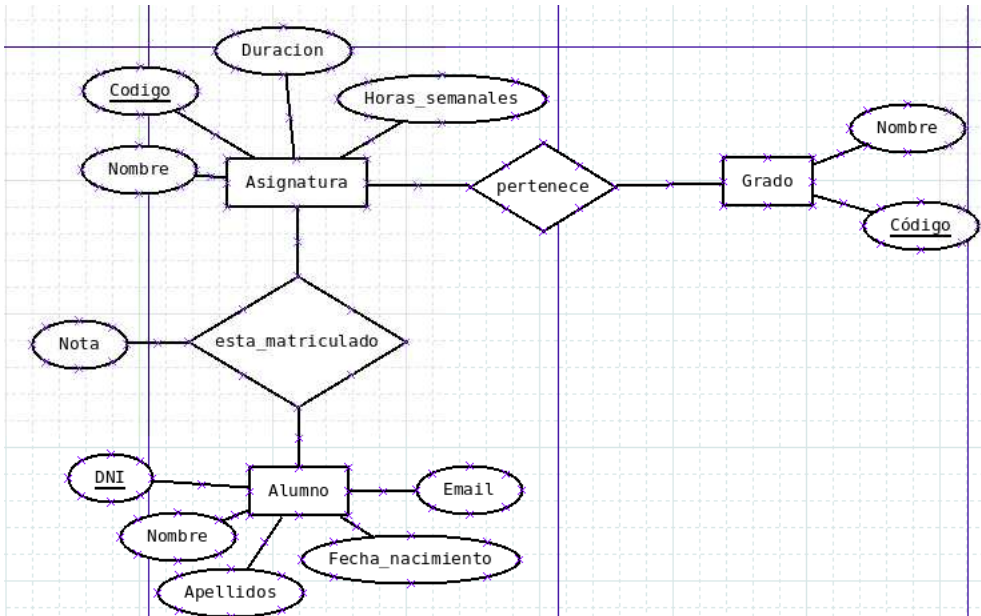 Duracion
Codigo
Horas_semanales
Nombre
Nombre
Asignatura
pertenece
Grado
Código
Nota
esta_matriculado
DNI
Alumno
Email
Nombre
Fecha_nacimiento
Apellidos